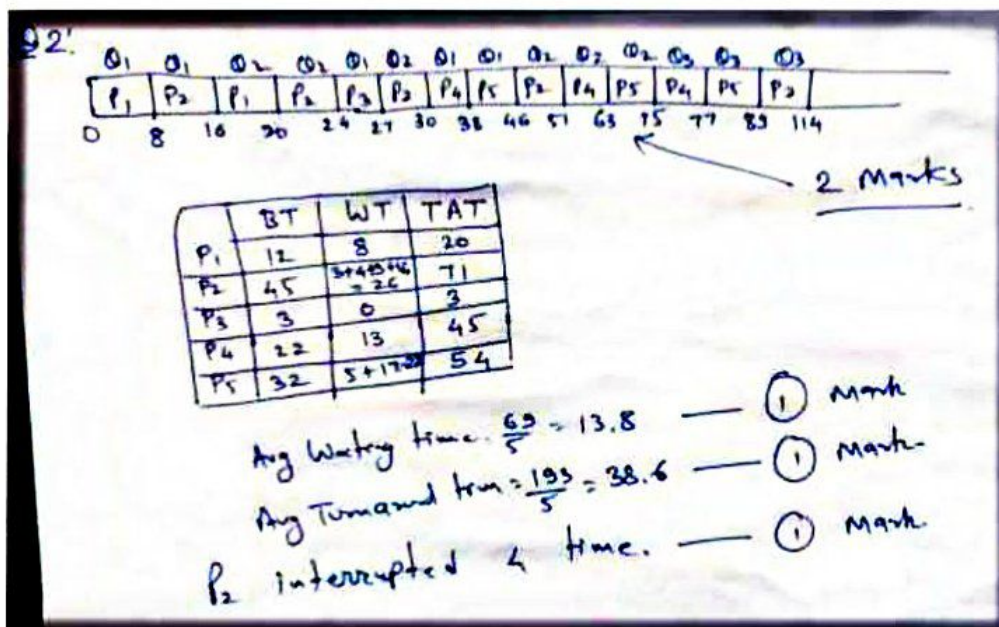 Q2.
Q1 Q1 Q2 Q2 Q1 Q2 Q1 Q1 Q2 Q2 Q2 Q3 Q3 Q3
P1 P2 P1 P2 P3 P2 P4 P5 P2 P4 P5 P4 P5 P2
0 8 16 20 24 27 30 38 46 51 63 75 77 89 114
2 Marks
BT WT TAT
P1 12 8 20
P2 45 = 26 71
P3 3 0 3
P4 22 13 45
P5 32 54
Avg Waiting time = 69/5 = 13.8 — 1 Mark
Avg Turnaround time = 193/5 = 38.6 — 1 Mark
P2 interrupted 4 time. — 1 Mark